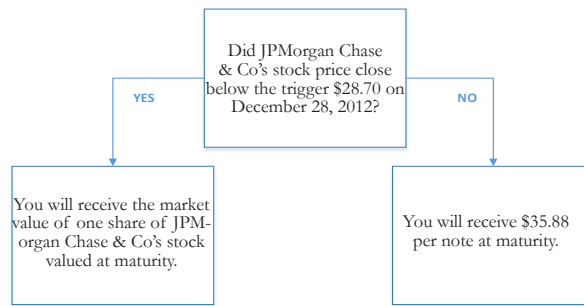 Did JPMorgan Chase
& Co’s stock price close
below the trigger $28.70 on
December 28, 2012?
YES
NO
You will receive the market
value of one share of JPM-
organ Chase & Co’s stock
valued at maturity.
You will receive $35.88
per note at maturity.